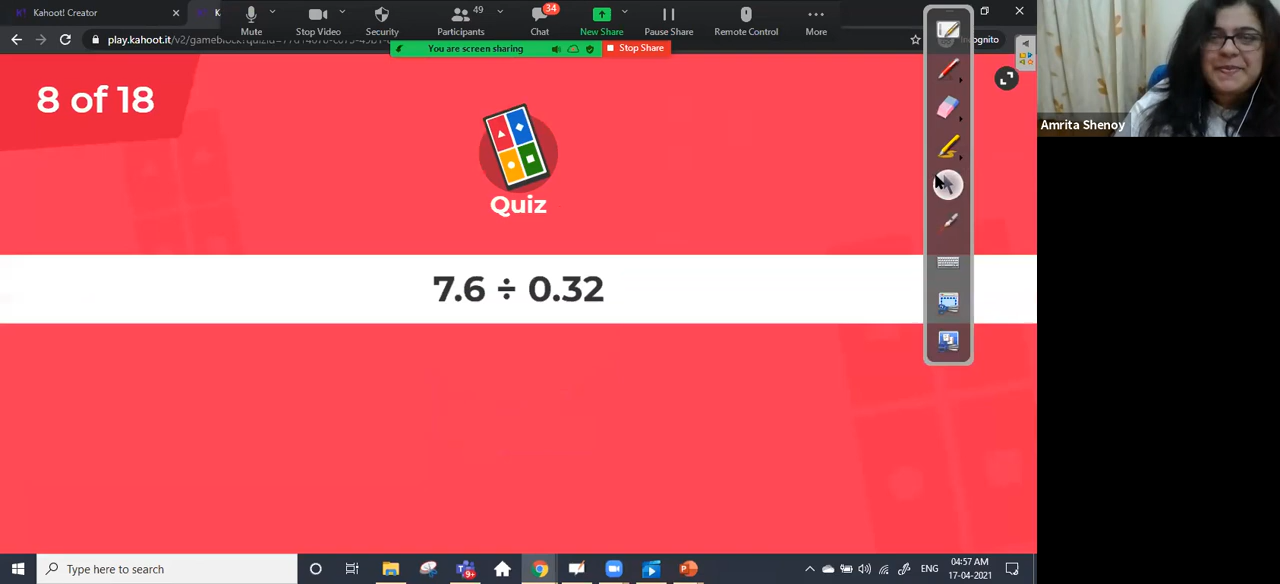 Kahoot! Creator
K
Mute
Stop Video
Security
49
Participants
34
Chat
New Share
Pause Share
Remote Control
More
You are screen sharing
Stop Share
Incognito
8 of 18
Quiz
7.6 ÷ 0.32
Amrita Shenoy
Type here to search
9+
ENG
04:57 AM
17-04-2021